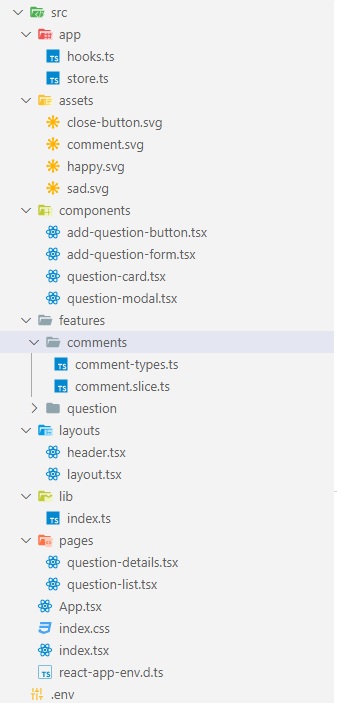 src
app
TS hooks.ts
TS store.ts
assets
close-button.svg
comment.svg
happy.svg
sad.svg
components
add-question-button.tsx
add-question-form.tsx
question-card.tsx
question-modal.tsx
features
comments
TS comment-types.ts
TS comment.slice.ts
question
layouts
header.tsx
layout.tsx
lib
TS index.ts
pages
question-details.tsx
question-list.tsx
App.tsx
index.css
index.tsx
TS react-app-env.d.ts
.env